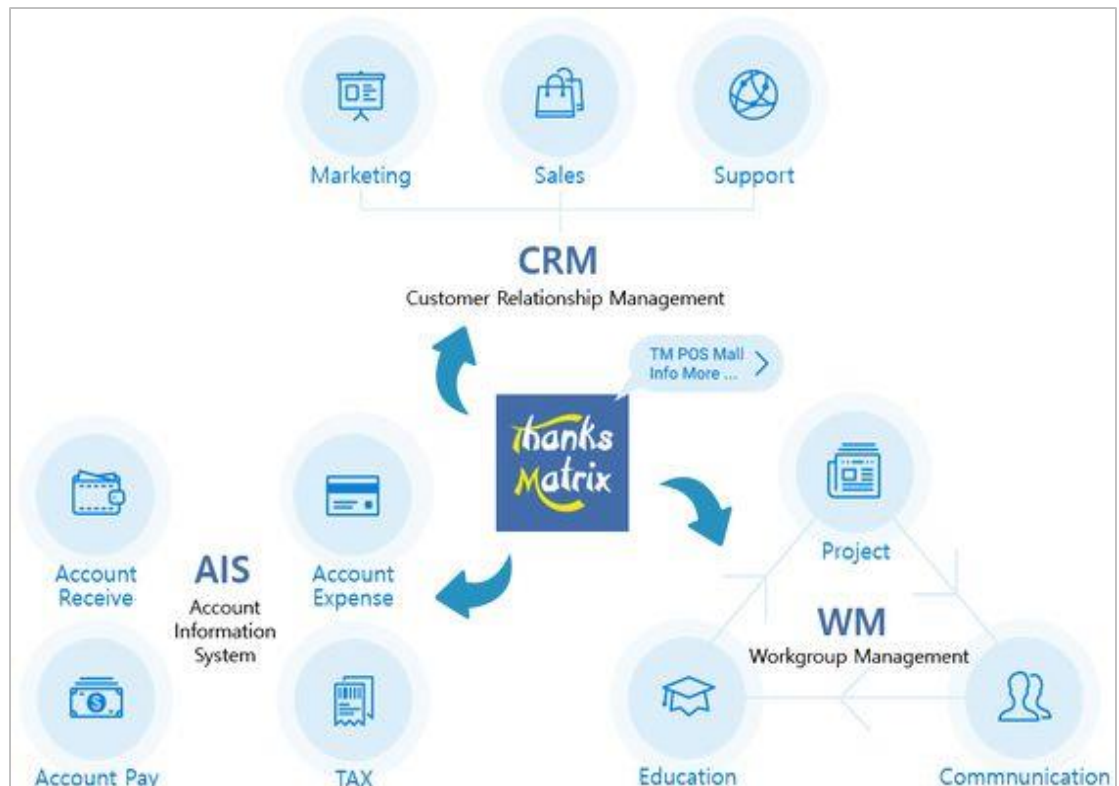 Marketing
Sales
Support
CRM
Customer Relationship Management
TM POS Mall
Info More ...
Thanks
Matrix
Account
Receive
AIS
Account
Information
System
Account
Expense
Account Pay
TAX
Project
WM
Workgroup Management
Education
Commnunication